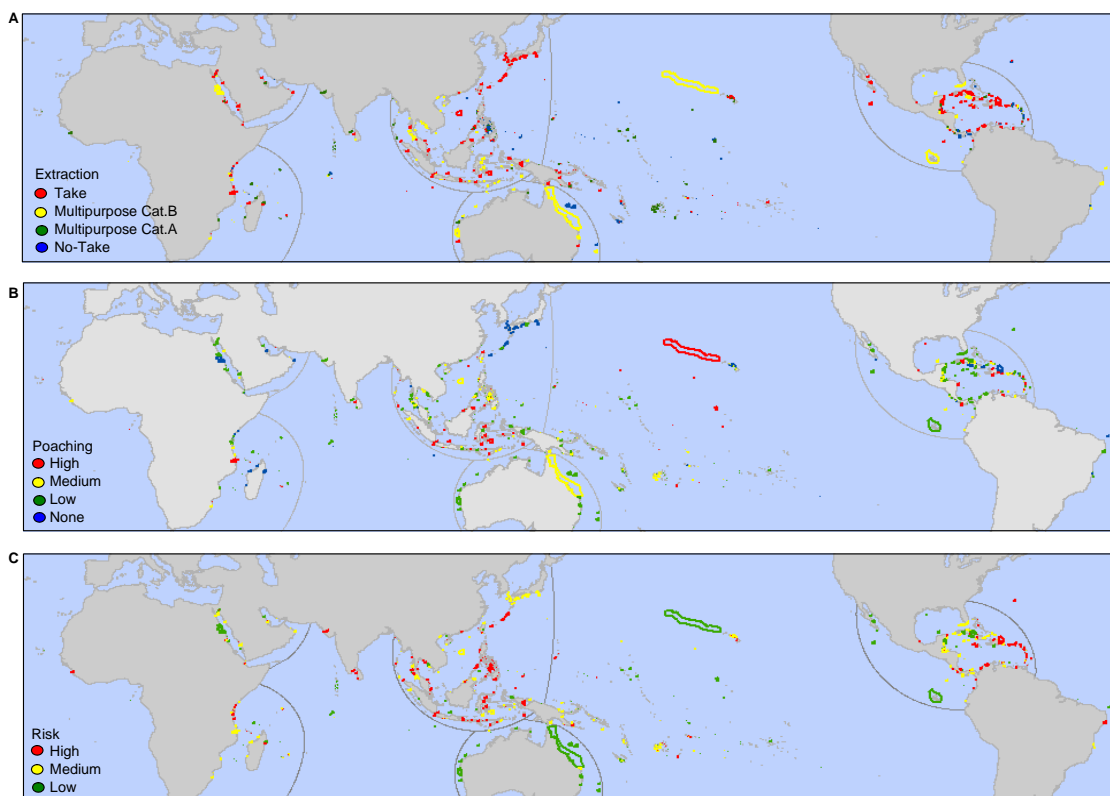 A
Extraction
Take
Multipurpose Cat.B
Multipurpose Cat.A
No-Take
B
Poaching
High
Medium
Low
None
C
Risk
High
Medium
Low